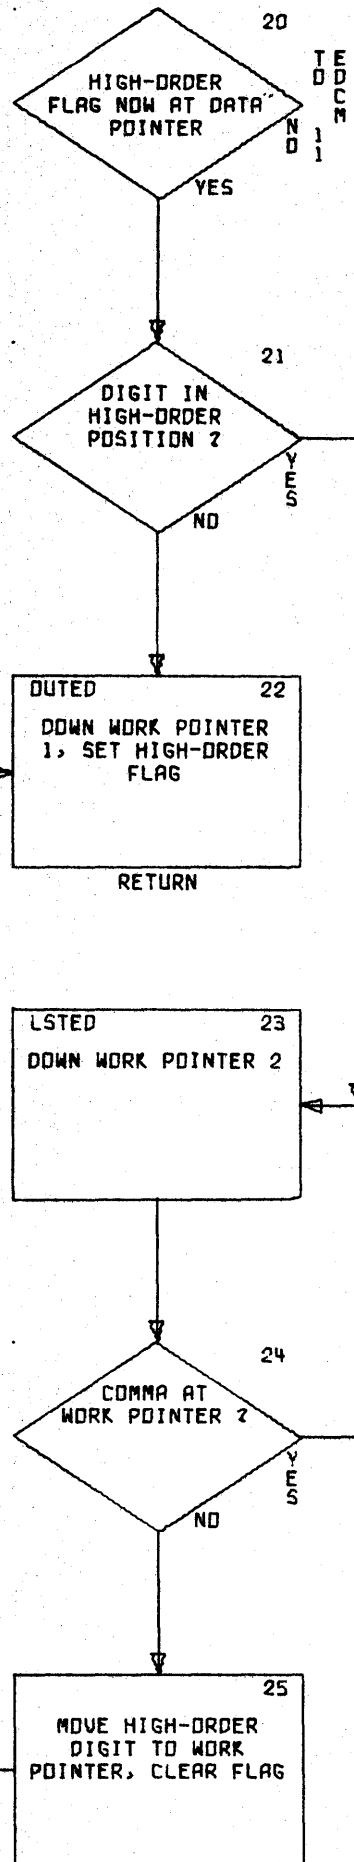 20
HIGH-ORDER
FLAG NOW AT DATA
POINTER
NO
TO 11
EDCM
YES
21
DIGIT IN
HIGH-ORDER
POSITION ?
YES
NO
OUTED 22
DOWN WORK POINTER
1, SET HIGH-ORDER
FLAG
RETURN
LSTED 23
DOWN WORK POINTER 2
24
COMMA AT
WORK POINTER ?
YES
NO
25
MOVE HIGH-ORDER
DIGIT TO WORK
POINTER, CLEAR FLAG